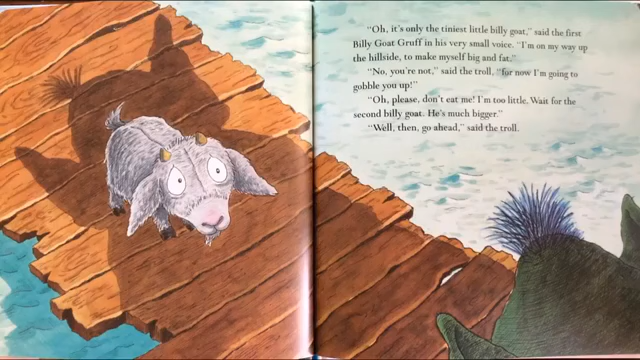 “Oh, it’s only the tiniest little billy goat,” said the first
Billy Goat Gruff in his very small voice. “I’m on my way up
the hillside, to make myself big and fat.”
“No, you’re not,” said the troll, “for now I’m going to
gobble you up!”
“Oh, please, don’t eat me! I’m too little. Wait for the
second billy goat. He’s much bigger.”
“Well, then, go ahead,” said the troll.